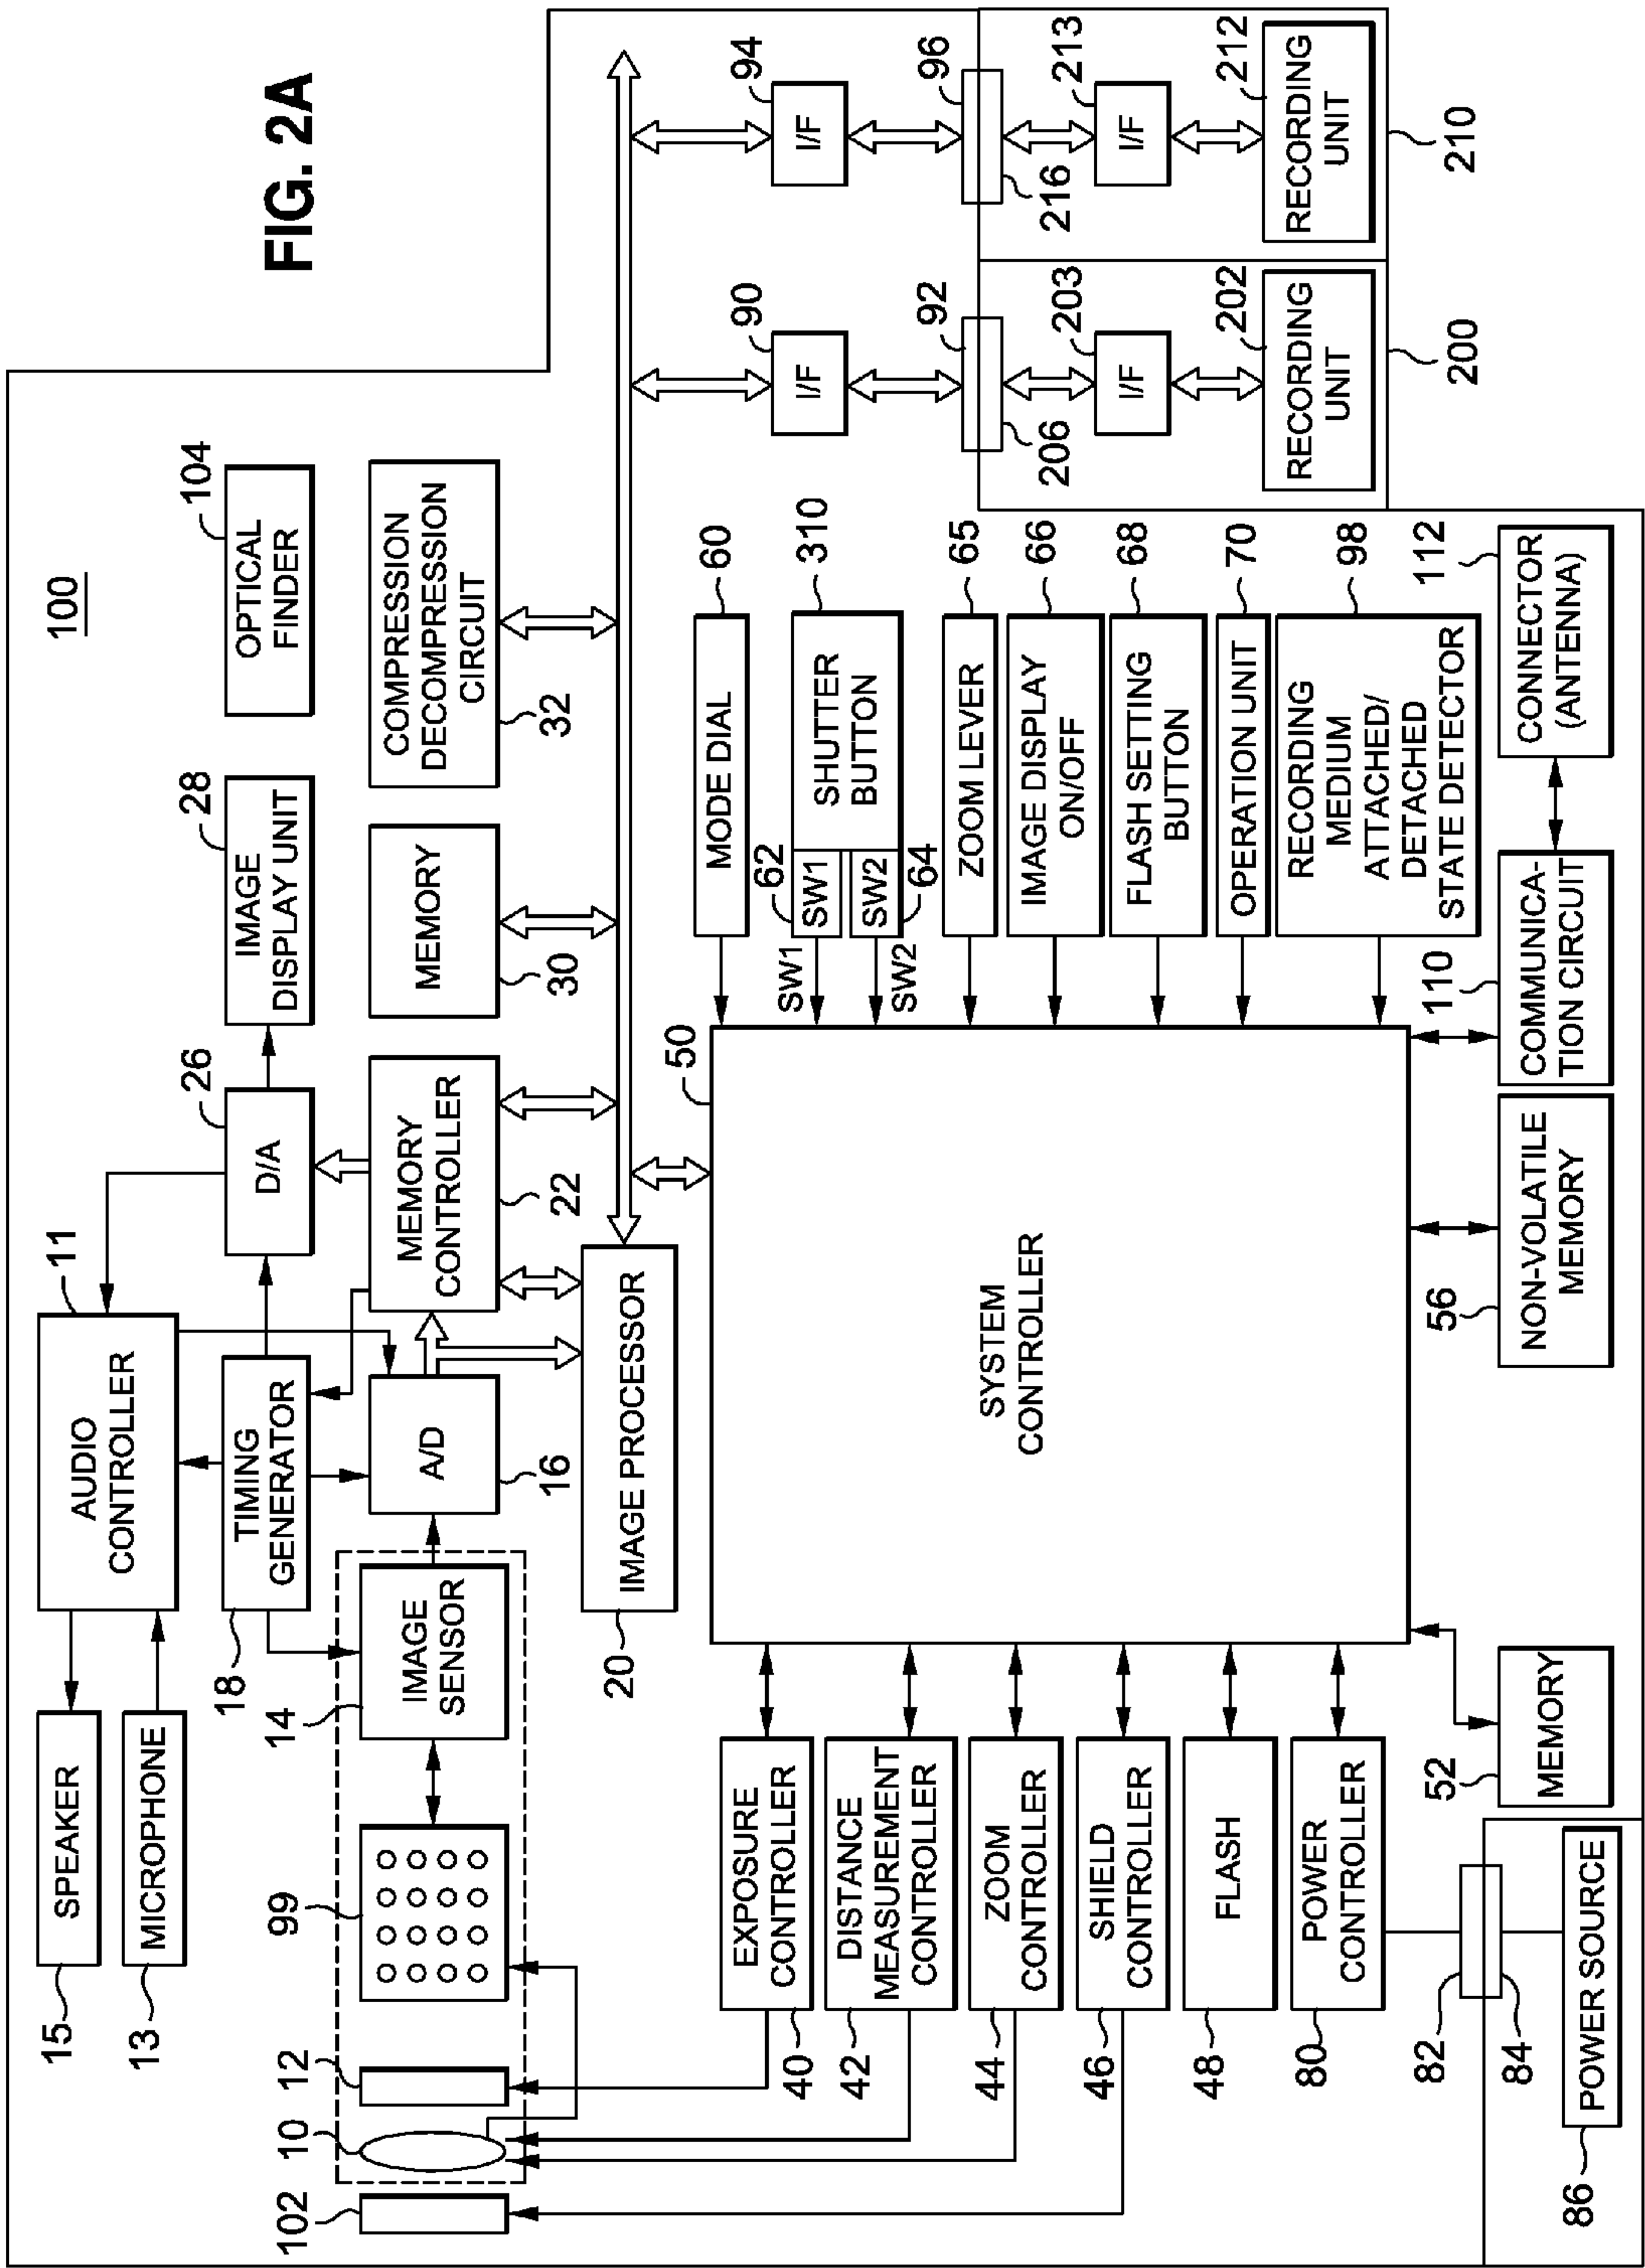 FIG. 2A
100
11
AUDIO
CONTROLLER
15
SPEAKER
13
MICROPHONE
18
TIMING
GENERATOR
26
D/A
28
IMAGE
DISPLAY UNIT
104
OPTICAL
FINDER
102
10
12
99
14
IMAGE
SENSOR
A/D
16
MEMORY
CONTROLLER
22
MEMORY
30
COMPRESSION
DECOMPRESSION
CIRCUIT
32
20
IMAGE PROCESSOR
50
SYSTEM
CONTROLLER
EXPOSURE
CONTROLLER
40
DISTANCE
MEASUREMENT
CONTROLLER
42
ZOOM
CONTROLLER
44
SHIELD
CONTROLLER
46
FLASH
48
POWER
CONTROLLER
80
82
84
POWER SOURCE
86
52
MEMORY
56
NON-VOLATILE
MEMORY
110
COMMUNICA-
TION CIRCUIT
112
CONNECTOR
(ANTENNA)
MODE DIAL
60
SW1
SW1
62
SHUTTER
BUTTON
310
SW2
SW2
64
ZOOM LEVER
65
IMAGE DISPLAY
ON/OFF
66
FLASH SETTING
BUTTON
68
OPERATION UNIT
70
RECORDING
MEDIUM
ATTACHED/
DETACHED
STATE DETECTOR
98
I/F
90
92
206
I/F
203
RECORDING
UNIT
202
200
I/F
94
96
216
I/F
213
RECORDING
UNIT
212
210